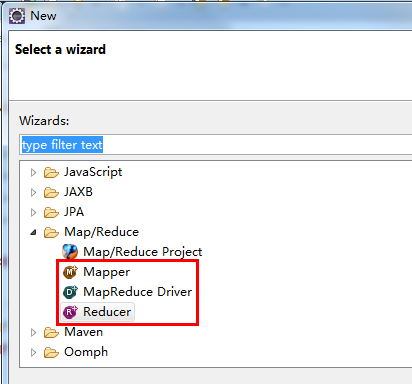 New
Select a wizard
Wizards:
type filter text
JavaScript
JAXB
JPA
Map/Reduce
Map/Reduce Project
Mapper
MapReduce Driver
Reducer
Maven
Oomph